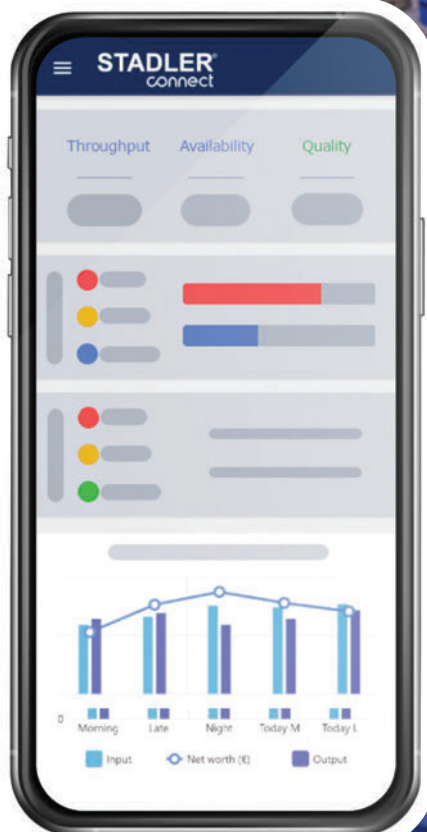 STADLER®
connect
Throughput Availability Quality
0
Morning Late Night Today M Today L
Input Net worth (€) Output